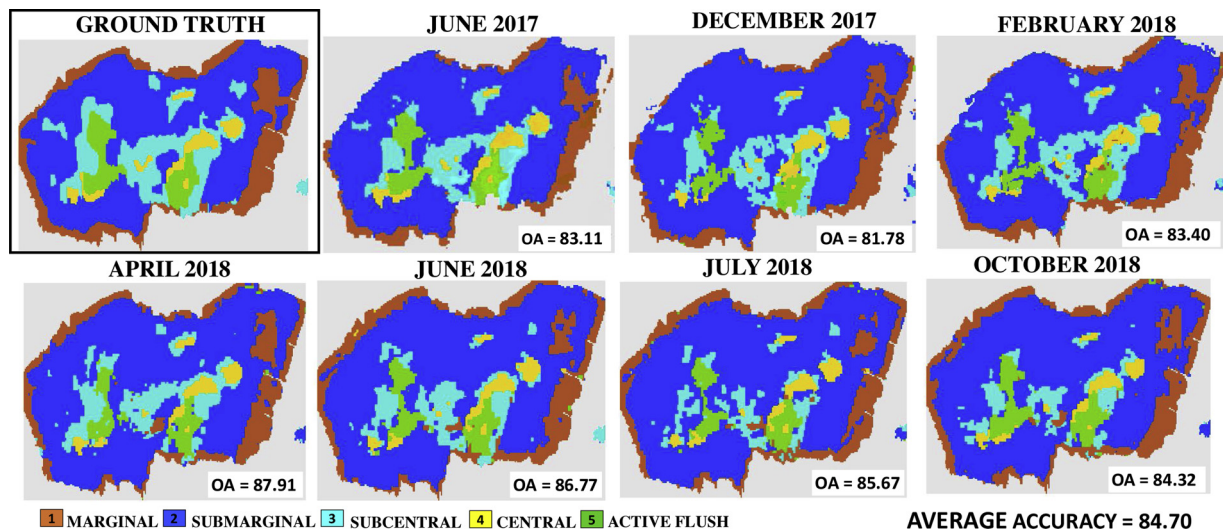 GROUND TRUTH
JUNE 2017
DECEMBER 2017
FEBRUARY 2018
OA = 83.11
OA = 81.78
OA = 83.40
APRIL 2018
JUNE 2018
JULY 2018
OCTOBER 2018
OA = 87.91
OA = 86.77
OA = 85.67
OA = 84.32
1 MARGINAL 2 SUBMARGINAL 3 SUBCENTRAL 4 CENTRAL 5 ACTIVE FLUSH
AVERAGE ACCURACY = 84.70